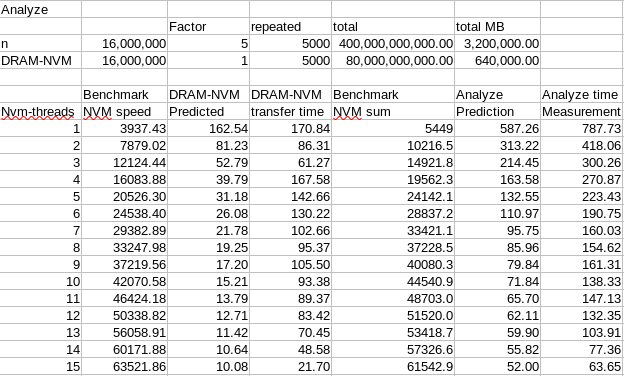 Analyze
Factor repeated total total MB
n 16,000,000 5 5000 400,000,000,000.00 3,200,000.00
DRAM-NVM 16,000,000 1 5000 80,000,000,000.00 640,000.00
Benchmark DRAM-NVM DRAM-NVM Benchmark Analyze Analyze time
Nvm-threads NVM speed Predicted transfer time NVM sum Prediction Measurement
1 3937.43 162.54 170.84 5449 587.26 787.73
2 7879.02 81.23 86.31 10216.5 313.22 418.06
3 12124.44 52.79 61.27 14921.8 214.45 300.26
4 16083.88 39.79 167.58 19562.3 163.58 270.87
5 20526.30 31.18 142.66 24142.1 132.55 223.43
6 24538.40 26.08 130.22 28837.2 110.97 190.75
7 29382.89 21.78 102.66 33421.1 95.75 160.03
8 33247.98 19.25 95.37 37228.5 85.96 154.62
9 37219.56 17.20 105.50 40080.3 79.84 161.31
10 42070.58 15.21 93.38 44540.9 71.84 138.33
11 46424.18 13.79 89.37 48703.0 65.70 147.13
12 50338.82 12.71 83.42 51520.0 62.11 132.35
13 56058.91 11.42 70.45 53418.7 59.90 103.91
14 60171.88 10.64 48.58 57326.6 55.82 77.36
15 63521.86 10.08 21.70 61542.9 52.00 63.65